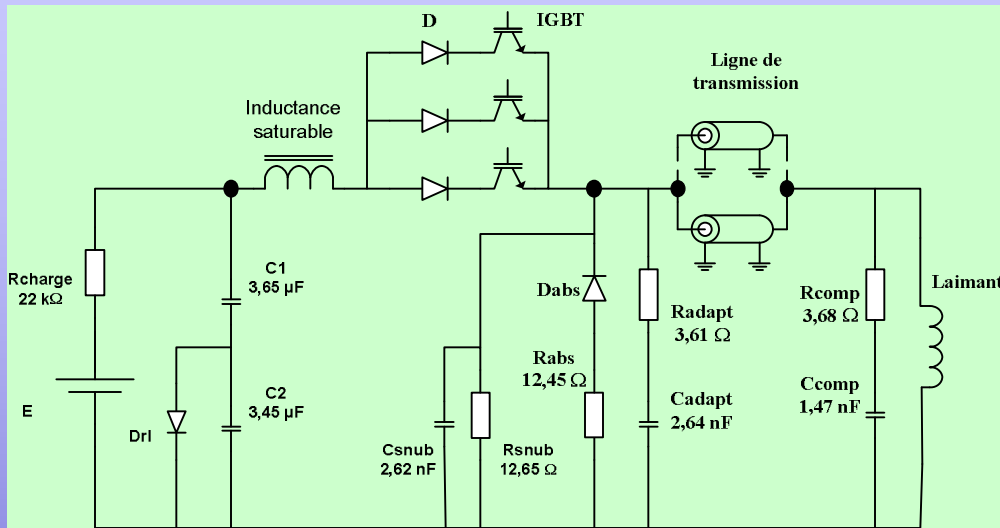 D
IGBT
Ligne de
transmission
Inductance
saturable
Rcharge
22 kΩ
C1
3,65 µF
Dabs
Radapt
3,61 Ω
Rcomp
3,68 Ω
Laimant
E
Drl
C2
3,45 µF
Rabs
12,45 Ω
Cadapt
2,64 nF
Ccomp
1,47 nF
Csnub
2,62 nF
Rsnub
12,65 Ω